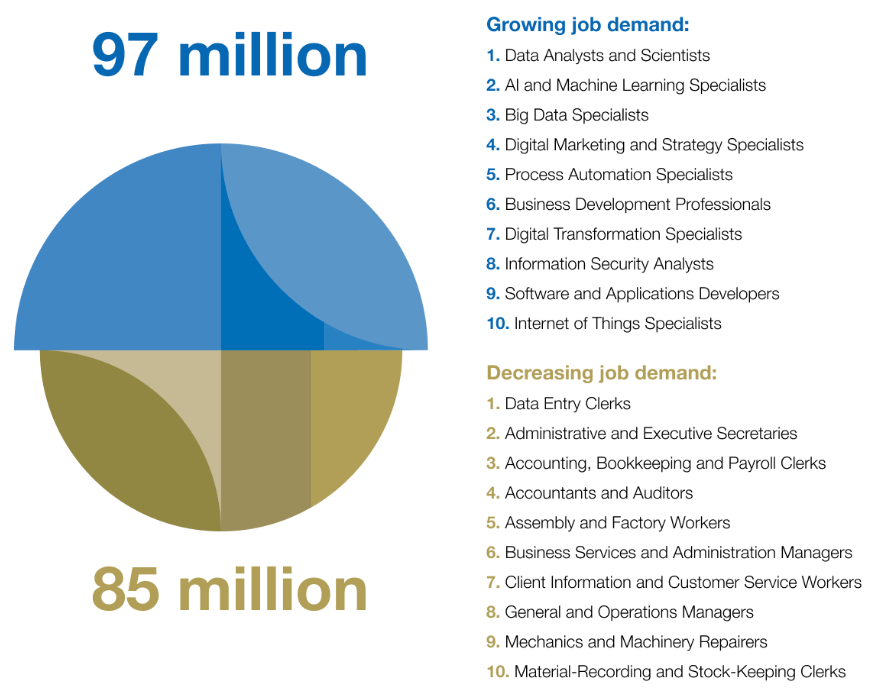 97 million
Growing job demand:
1. Data Analysts and Scientists
2. AI and Machine Learning Specialists
3. Big Data Specialists
4. Digital Marketing and Strategy Specialists
5. Process Automation Specialists
6. Business Development Professionals
7. Digital Transformation Specialists
8. Information Security Analysts
9. Software and Applications Developers
10. Internet of Things Specialists
85 million
Decreasing job demand:
1. Data Entry Clerks
2. Administrative and Executive Secretaries
3. Accounting, Bookkeeping and Payroll Clerks
4. Accountants and Auditors
5. Assembly and Factory Workers
6. Business Services and Administration Managers
7. Client Information and Customer Service Workers
8. General and Operations Managers
9. Mechanics and Machinery Repairers
10. Material-Recording and Stock-Keeping Clerks